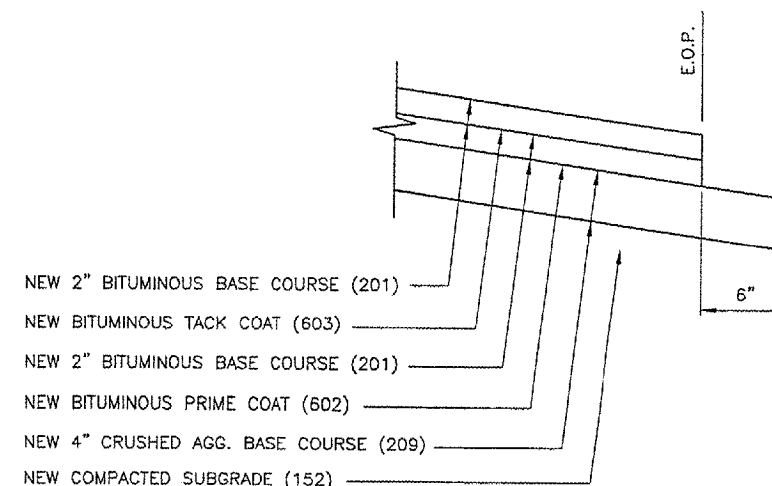 E.O.P.
NEW 2" BITUMINOUS BASE COURSE (201)
6"
NEW BITUMINOUS TACK COAT (603)
NEW 2" BITUMINOUS BASE COURSE (201)
NEW BITUMINOUS PRIME COAT (602)
NEW 4" CRUSHED AGG. BASE COURSE (209)
NEW COMPACTED SUBGRADE (152)